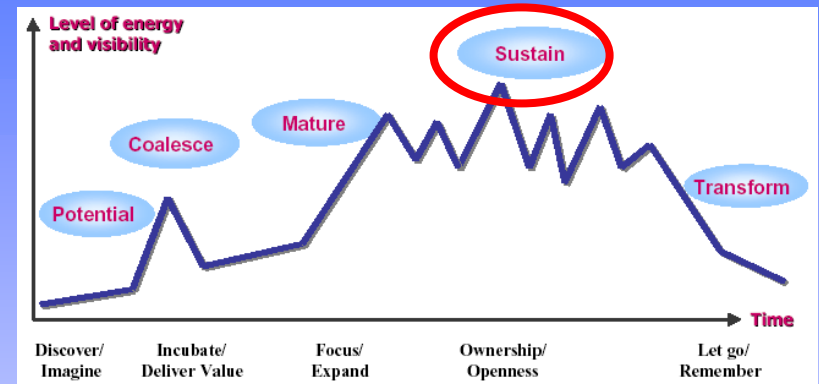 Level of energy
and visibility
Sustain
Mature
Coalesce
Potential
Transform
Time
Discover/
Imagine
Incubate/
Deliver Value
Focus/
Expand
Ownership/
Openness
Let go/
Remember